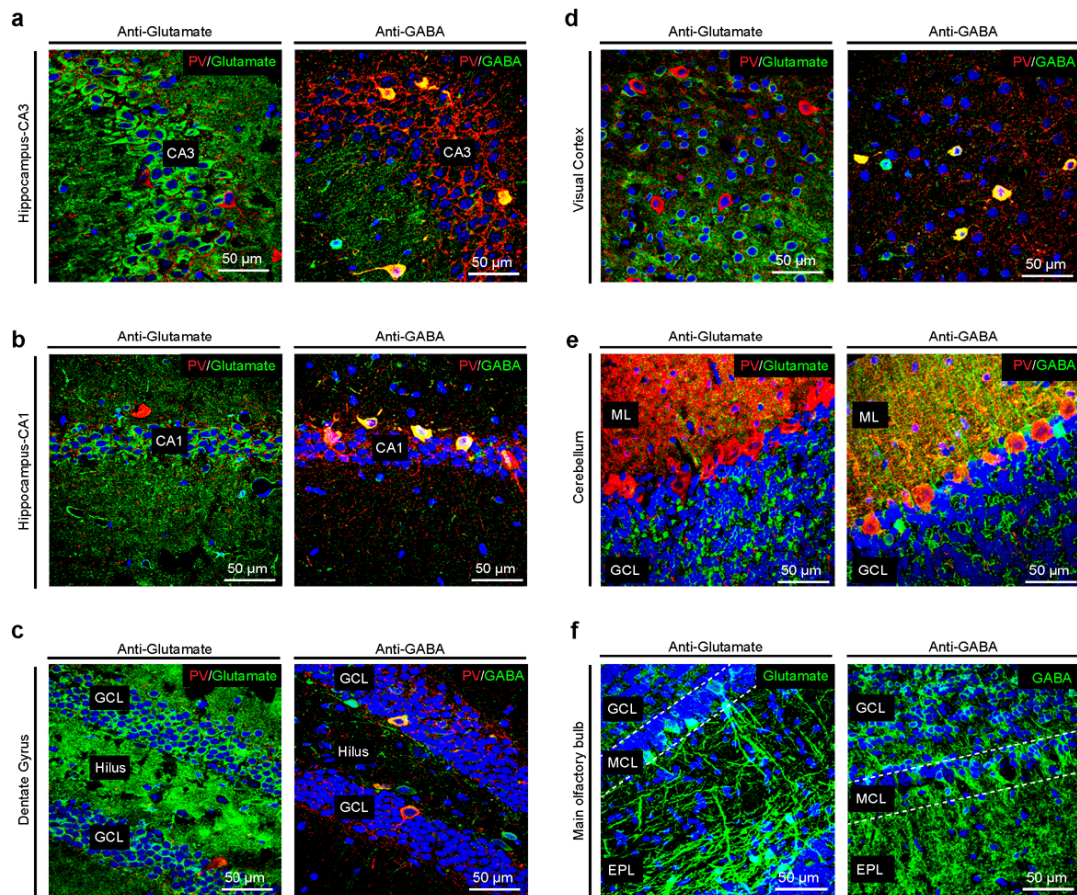 a
Anti-Glutamate
Anti-GABA
Hippocampus-CA3
PV/Glutamate
CA3
50 µm
PV/GABA
CA3
50 µm
b
Anti-Glutamate
Anti-GABA
Hippocampus-CA1
PV/Glutamate
CA1
50 µm
PV/GABA
CA1
50 µm
c
Anti-Glutamate
Anti-GABA
Dentate Gyrus
PV/Glutamate
GCL
Hilus
GCL
50 µm
PV/GABA
GCL
Hilus
GCL
50 µm
d
Anti-Glutamate
Anti-GABA
Visual Cortex
PV/Glutamate
50 µm
PV/GABA
50 µm
e
Anti-Glutamate
Anti-GABA
Cerebellum
PV/Glutamate
ML
GCL
50 µm
PV/GABA
ML
GCL
50 µm
f
Anti-Glutamate
Anti-GABA
Main olfactory bulb
Glutamate
GCL
MCL
EPL
50 µm
GABA
GCL
MCL
EPL
50 µm